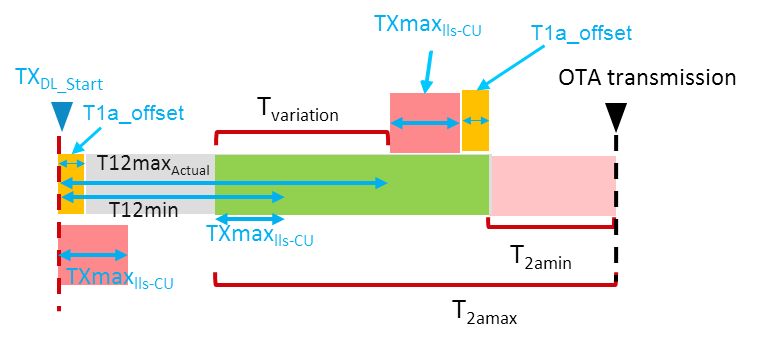 TXmaxlls-CU
T1a_offset
TXDL_Start
OTA transmission
T1a_offset
Tvariation
T12maxActual
T12min
TXmaxlls-CU
TXmaxlls-CU
T2amin
T2amax